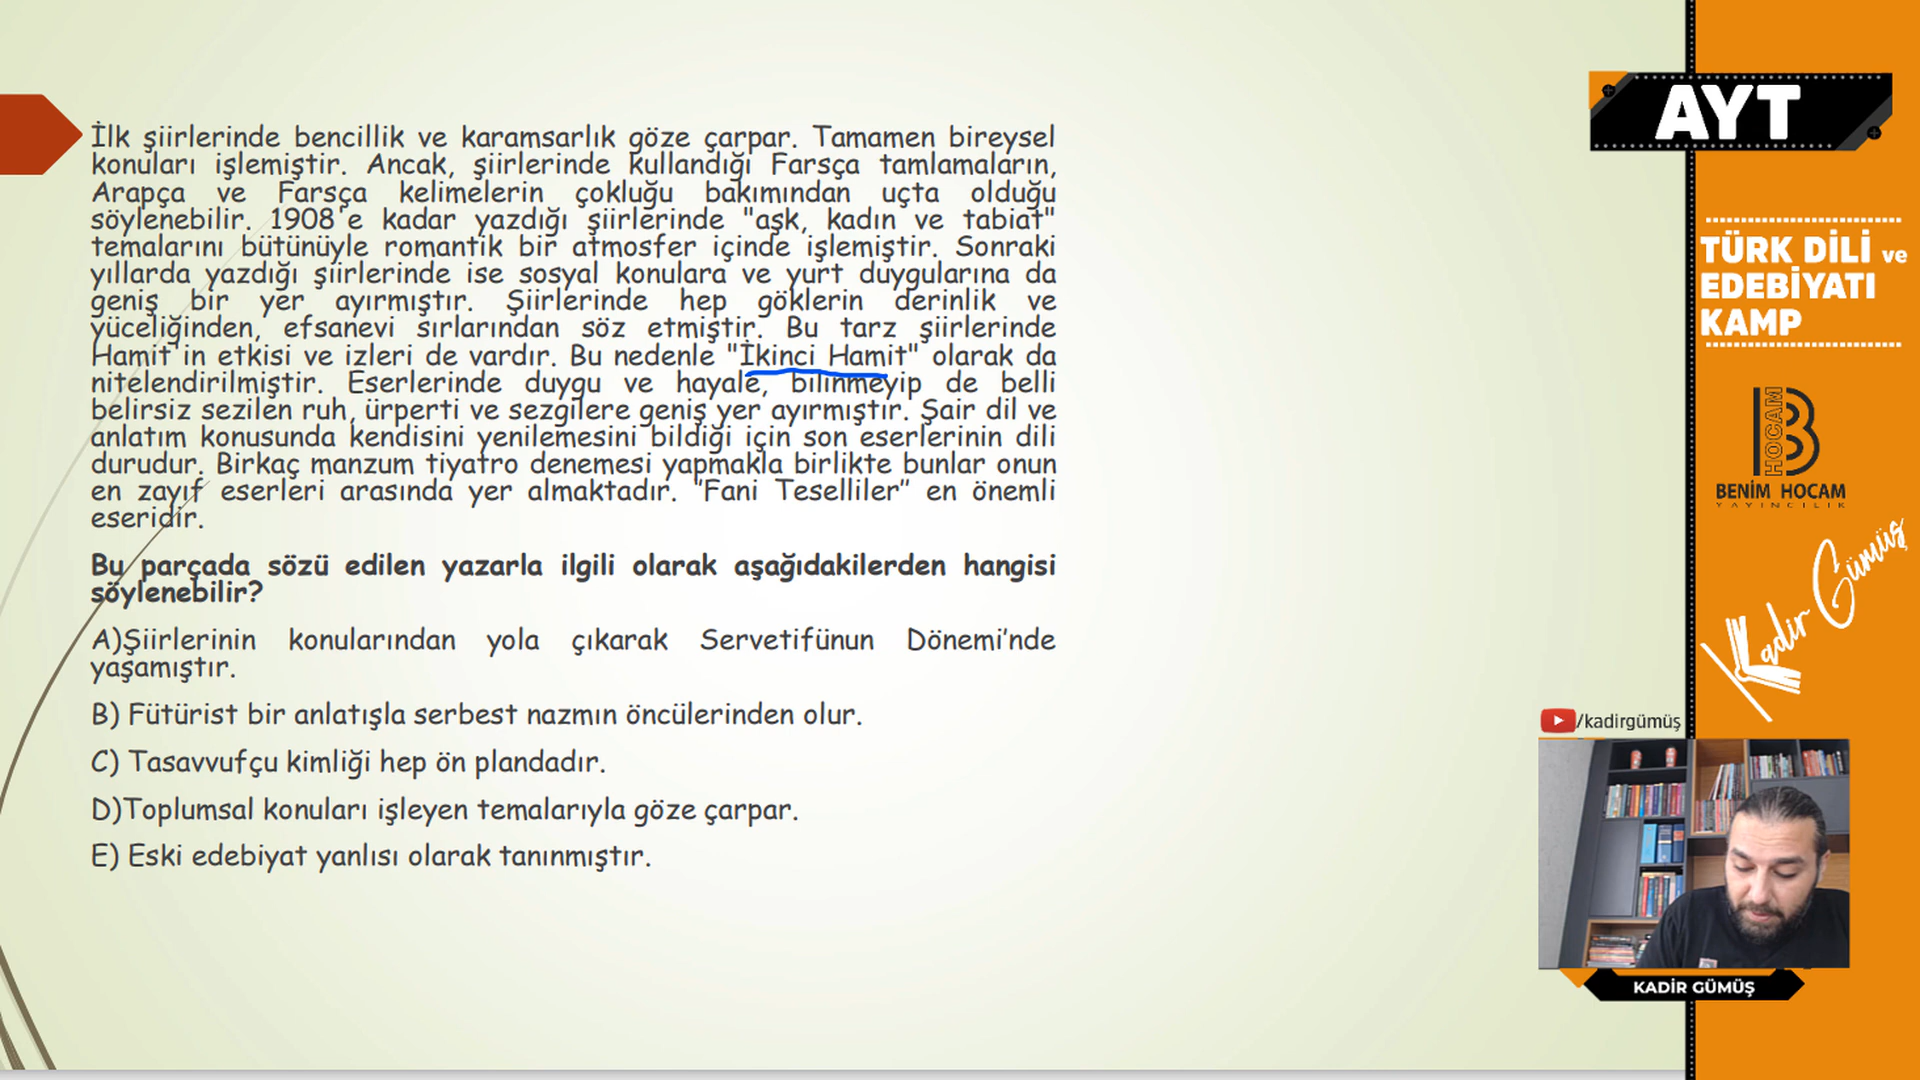 İlk şiirlerinde bencillik ve karamsarlık göze çarpar. Tamamen bireysel
konuları işlemiştir. Ancak, şiirlerinde kullandığı Farsça tamlamaların,
Arapça ve Farsça kelimelerin çokluğu bakımından uçta olduğu
söylenebilir. 1908'e kadar yazdığı şiirlerinde "aşk, kadın ve tabiat"
temalarını bütünüyle romantik bir atmosfer içinde işlemiştir. Sonraki
yıllarda yazdığı şiirlerinde ise sosyal konulara ve yurt duygularına da
geniş bir yer ayırmıştır. Şiirlerinde hep göklerin derinlik ve
yüceliğinden, efsanevi sırlarından söz etmiştir. Bu tarz şiirlerinde
Hamit'in etkisi ve izleri de vardır. Bu nedenle "İkinci Hamit" olarak da
nitelendirilmiştir. Eserlerinde duygu ve hayale, bilinmeyip de belli
belirsiz sezilen ruh, ürperti ve sezgilere geniş yer ayırmıştır. Şair dil ve
anlatım konusunda kendisini yenilemesini bildiği için son eserlerinin dili
durudur. Birkaç manzum tiyatro denemesi yapmakla birlikte bunlar onun
en zayıf eserleri arasında yer almaktadır. "Fani Teselliler" en önemli
eseridir.
Bu parçada sözü edilen yazarla ilgili olarak aşağıdakilerden hangisi
söylenebilir?
A)Şiirlerinin konularından yola çıkarak Servetifünun Dönemi'nde
yaşamıştır.
B) Fütürist bir anlatışla serbest nazmın öncülerinden olur.
C) Tasavvufçu kimliği hep ön plandadır.
D)Toplumsal konuları işleyen temalarıyla göze çarpar.
E) Eski edebiyat yanlısı olarak tanınmıştır.
AYT
TÜRK DİLİ ve
EDEBİYATI
KAMP
HOCAM
BENİM HOCAM
YAYINCILIK
Kadir Gümüş
/kadirgümüş
KADİR GÜMÜŞ